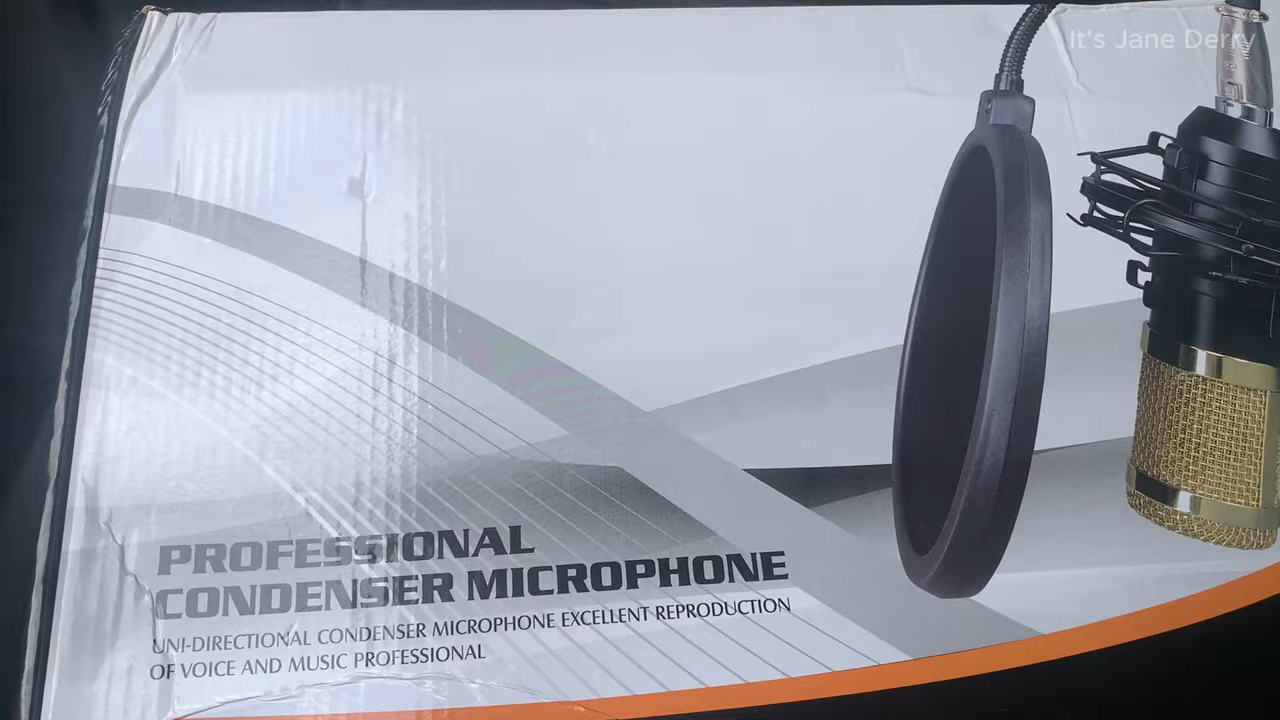 It's Jane Derry
PROFESSIONAL
CONDENSER MICROPHONE
UNI-DIRECTIONAL CONDENSER MICROPHONE EXCELLENT REPRODUCTION
OF VOICE AND MUSIC PROFESSIONAL